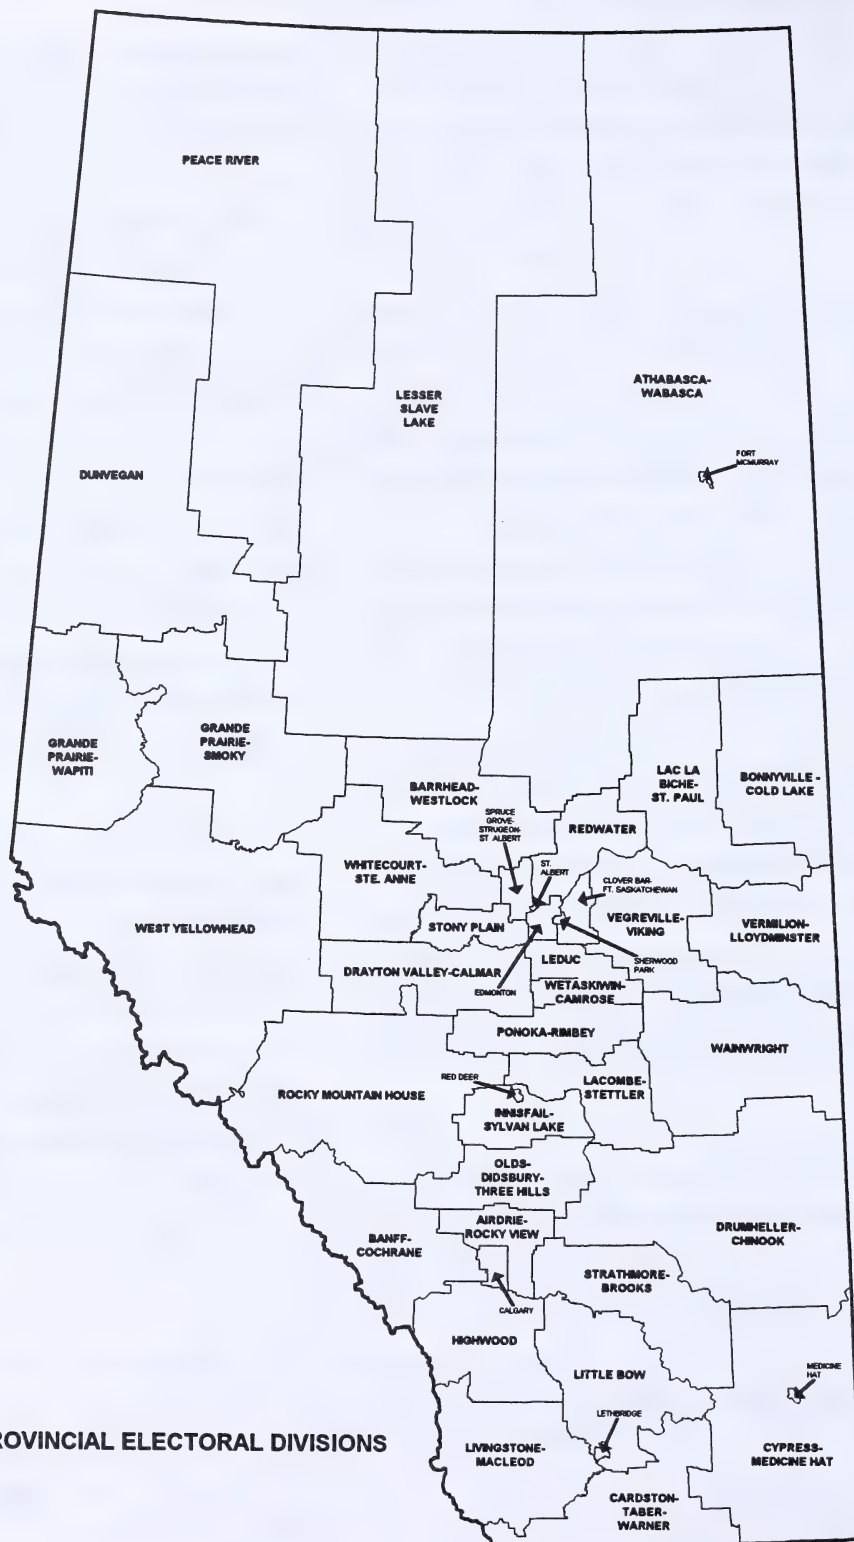 PEACE RIVER
LESSER
SLAVE
LAKE
ATHABASCA-
WABASCA
FORT
MCMURRAY
DUNVEGAN
GRANDE
PRAIRIE-
WAPITI
GRANDE
PRAIRIE-
SMOKY
BARRHEAD-
WESTLOCK
LAC LA
BICHE-
ST. PAUL
BONNYVILLE -
COLD LAKE
SPRUCE
GROVE-
STRUGEON-
ST ALBERT
REDWATER
WHITECOURT-
STE. ANNE
ST.
ALBERT
CLOVER BAR-
FT. SASKATCHEWAN
WEST YELLOWHEAD
STONY PLAIN
VEGREVILLE-
VIKING
VERMILION-
LLOYDMINSTER
DRAYTON VALLEY-CALMAR
LEDUC
SHERWOOD
PARK
EDMONTON
WETASKIWIN-
CAMROSE
PONOKA-RIMBEY
WAINWRIGHT
RED DEER
ROCKY MOUNTAIN HOUSE
LACOMBE-
STETTLER
INNISFAIL-
SYLVAN LAKE
OLDS-
DIDSBURY-
THREE HILLS
AIRDRIE-
ROCKY VIEW
BANFF-
COCHRANE
DRUMHELLER-
CHINOOK
STRATHMORE-
BROOKS
CALGARY
HIGHWOOD
LITTLE BOW
MEDICINE
HAT
LETHBRIDGE
ROVINCIAL ELECTORAL DIVISIONS
LIVINGSTONE-
MACLEOD
CYPRESS-
MEDICINE HAT
CARDSTON-
TABER-
WARNER